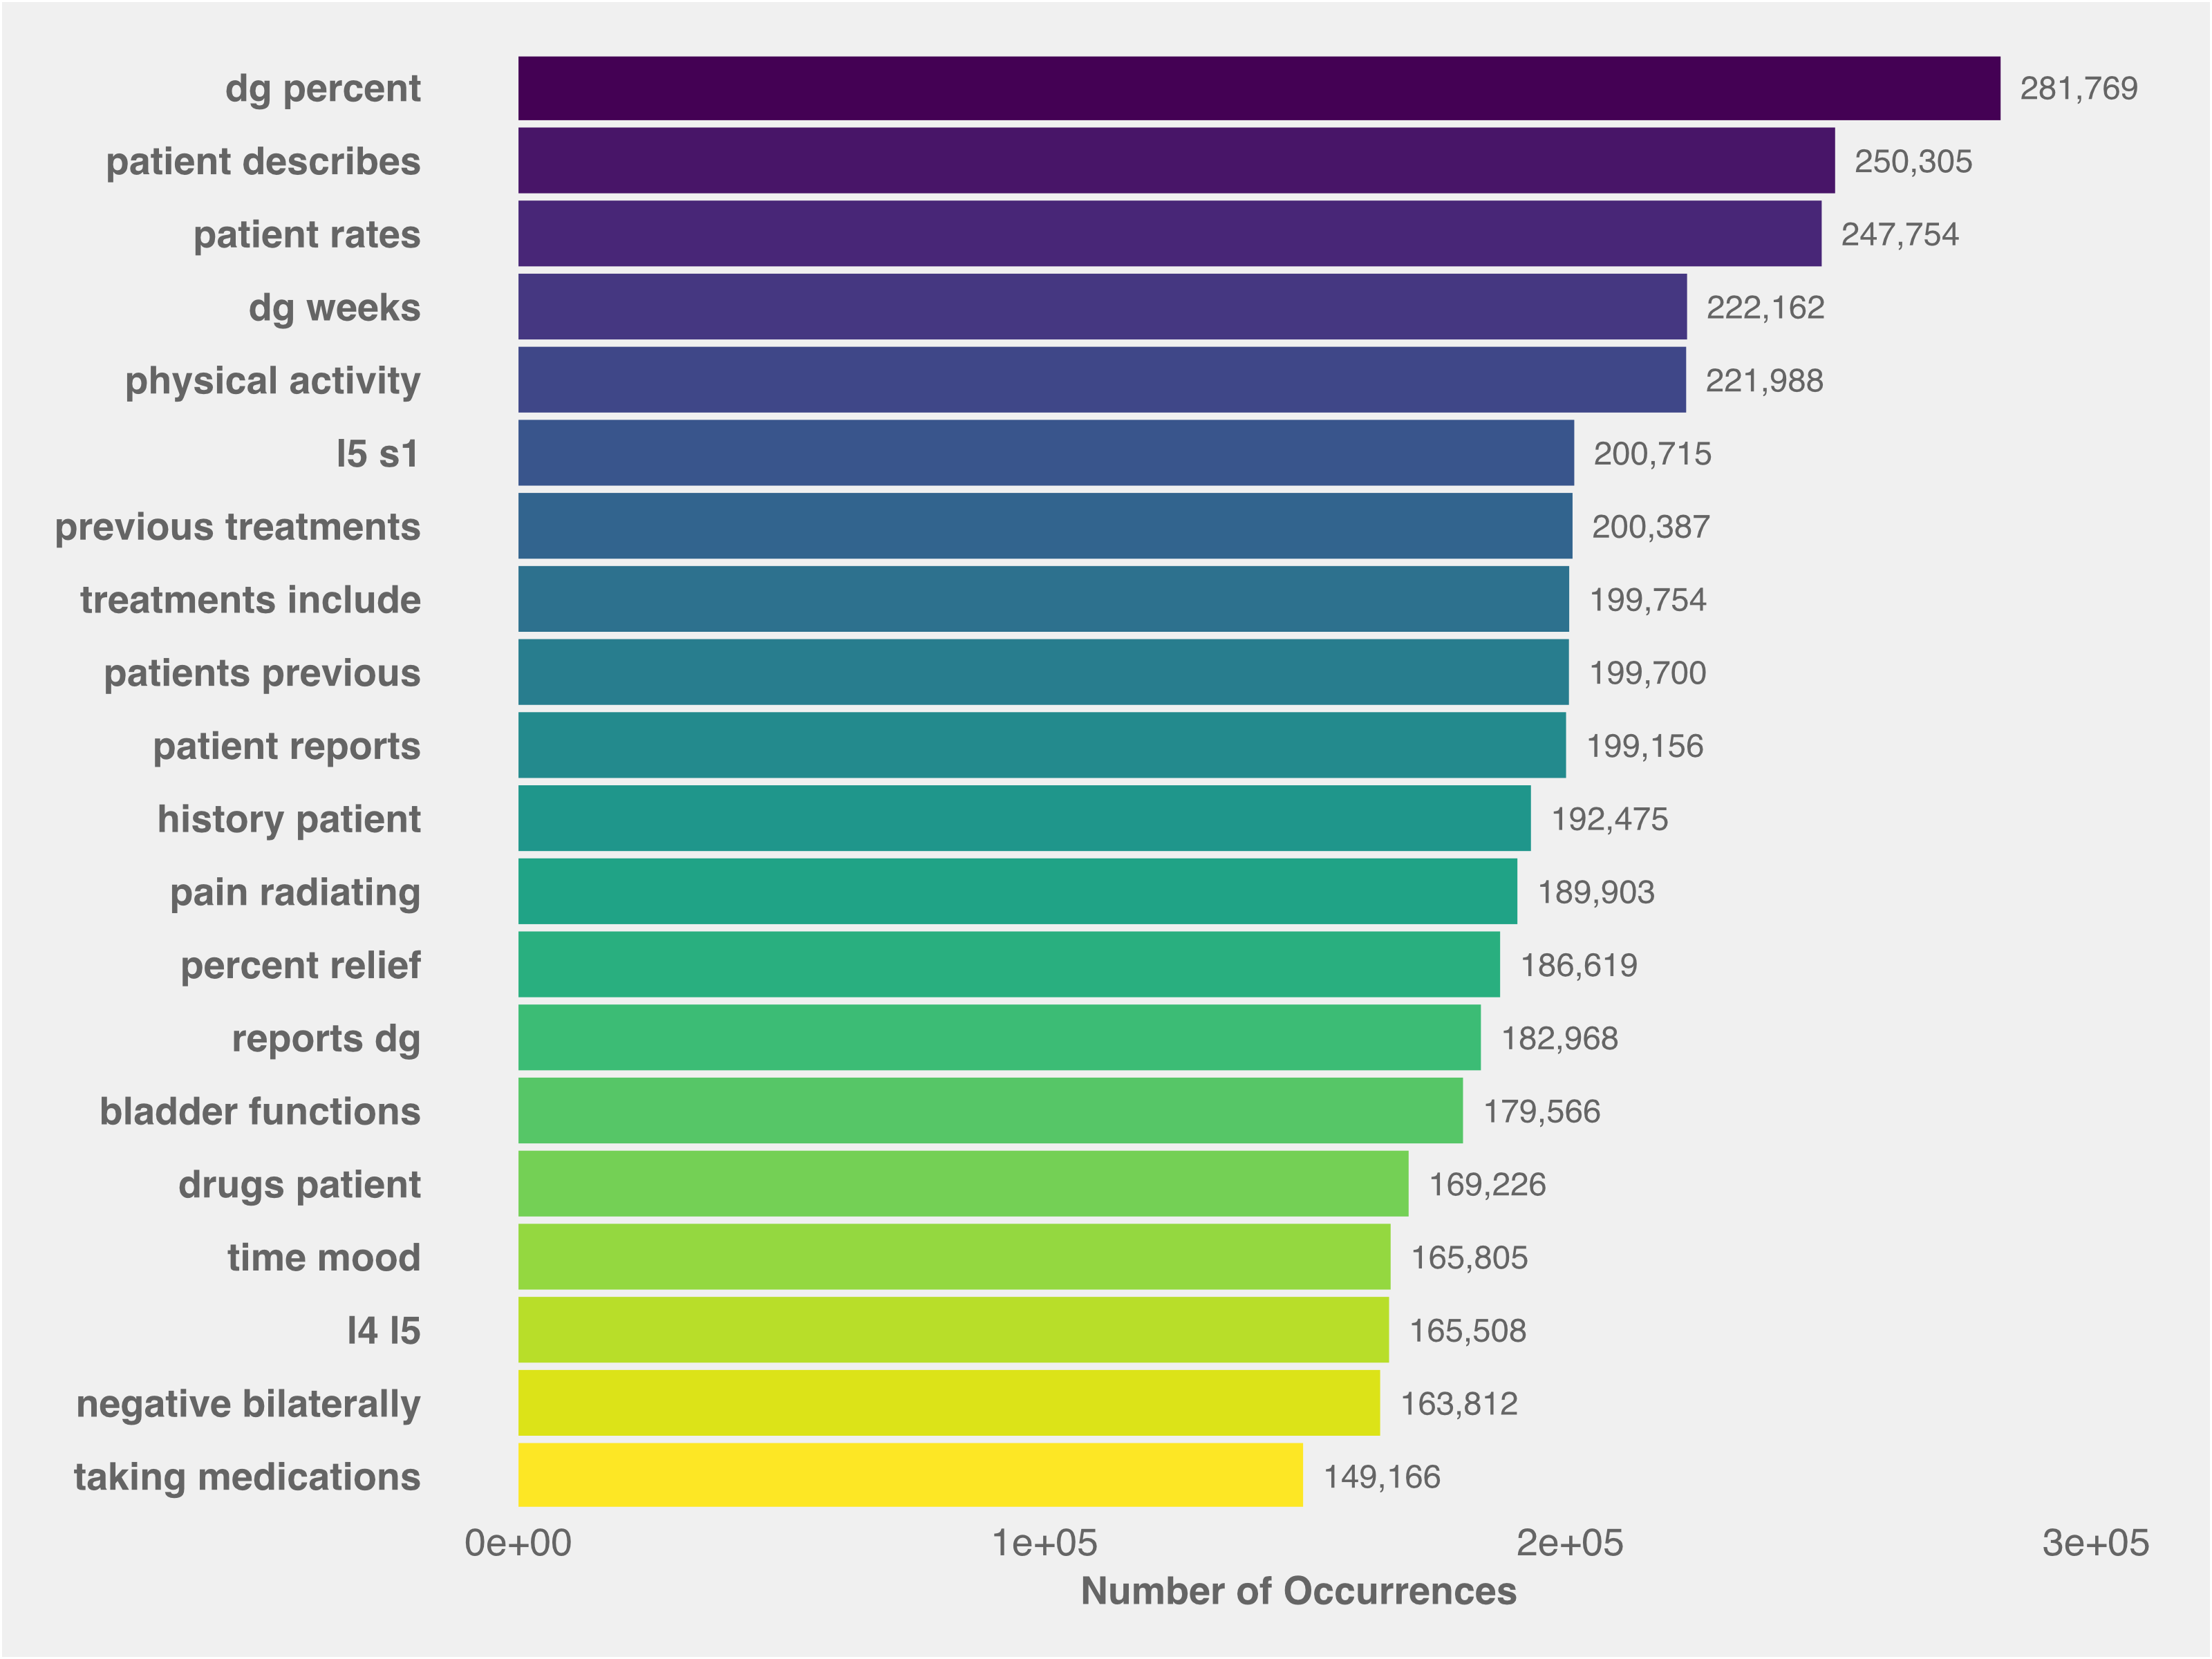 dg percent 281,769
patient describes 250,305
patient rates 247,754
dg weeks 222,162
physical activity 221,988
l5 s1 200,715
previous treatments 200,387
treatments include 199,754
patients previous 199,700
patient reports 199,156
history patient 192,475
pain radiating 189,903
percent relief 186,619
reports dg 182,968
bladder functions 179,566
drugs patient 169,226
time mood 165,805
l4 l5 165,508
negative bilaterally 163,812
taking medications 149,166
0e+00 1e+05 2e+05 3e+05
Number of Occurrences